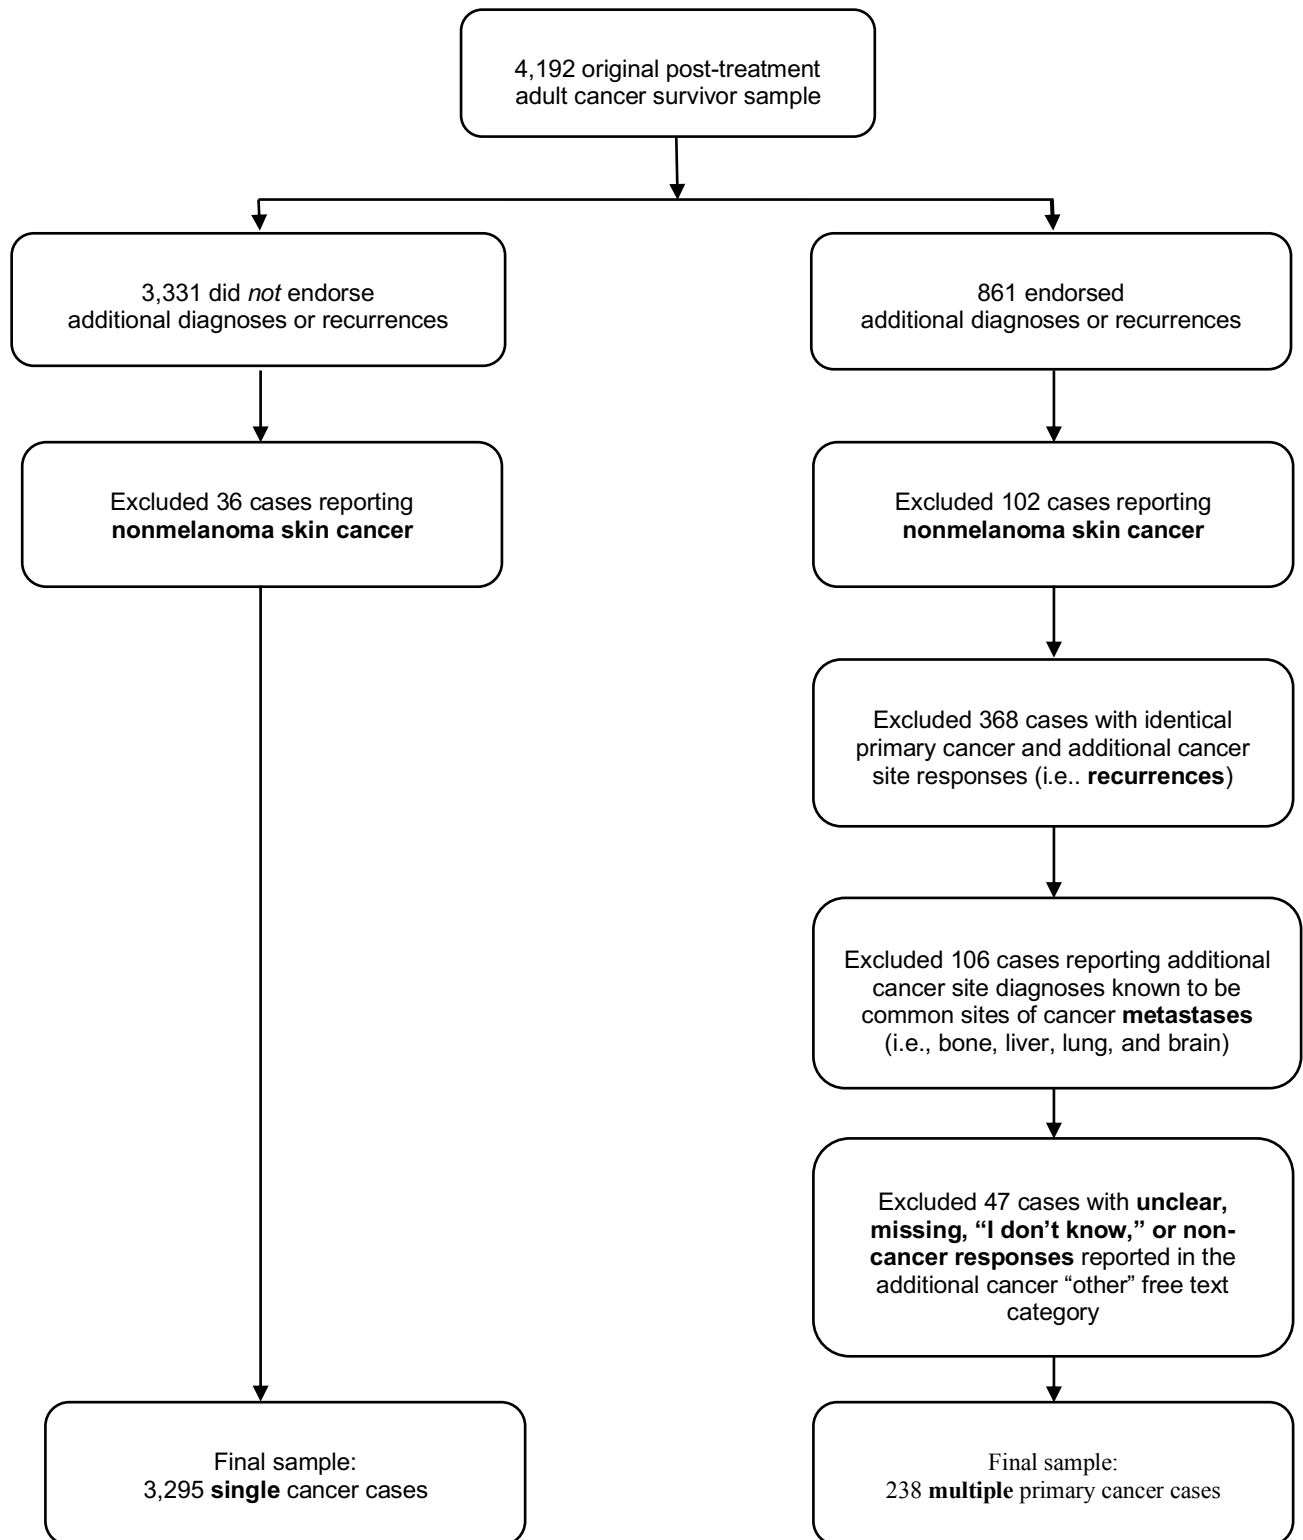 4,192 original post-treatment
adult cancer survivor sample
3,331 did not endorse
additional diagnoses or recurrences
861 endorsed
additional diagnoses or recurrences
Excluded 36 cases reporting
nonmelanoma skin cancer
Excluded 102 cases reporting
nonmelanoma skin cancer
Excluded 368 cases with identical
primary cancer and additional cancer
site responses (i.e.. recurrences)
Excluded 106 cases reporting additional
cancer site diagnoses known to be
common sites of cancer metastases
(i.e., bone, liver, lung, and brain)
Excluded 47 cases with unclear,
missing, “I don’t know,” or non-
cancer responses reported in the
additional cancer “other” free text
category
Final sample:
3,295 single cancer cases
Final sample:
238 multiple primary cancer cases